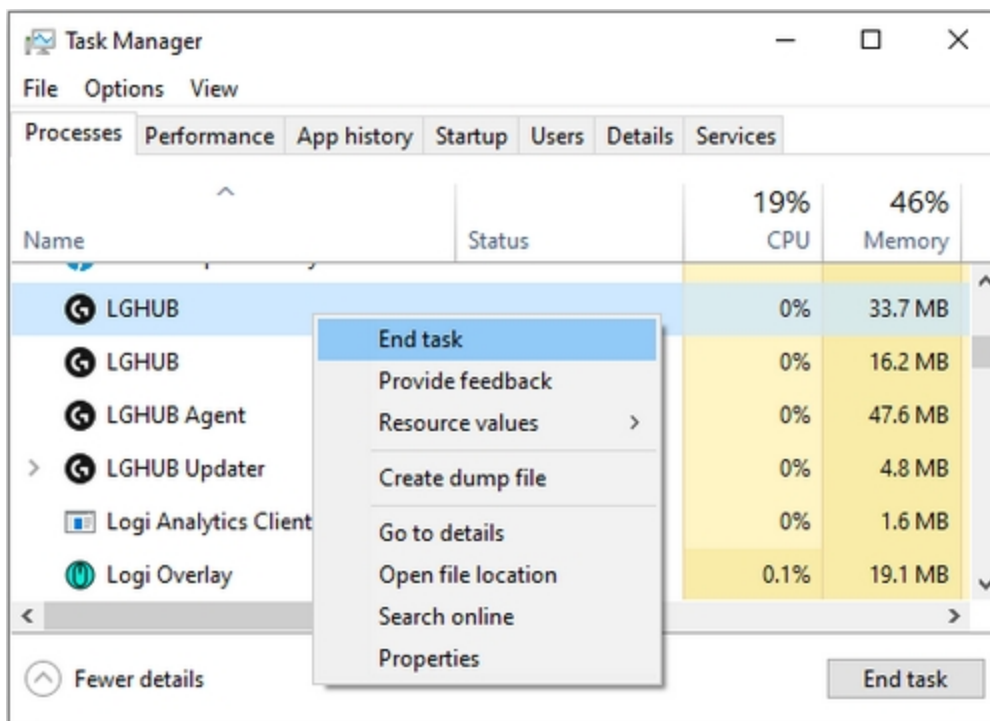 Task Manager
File Options View
Processes Performance App history Startup Users Details Services
19% 46%
Name Status CPU Memory
LGHUB 0% 33.7 MB
LGHUB 0% 16.2 MB
LGHUB Agent 0% 47.6 MB
LGHUB Updater 0% 4.8 MB
Logi Analytics Client 0% 1.6 MB
Logi Overlay 0.1% 19.1 MB
End task
Provide feedback
Resource values
Create dump file
Go to details
Open file location
Search online
Properties
Fewer details End task